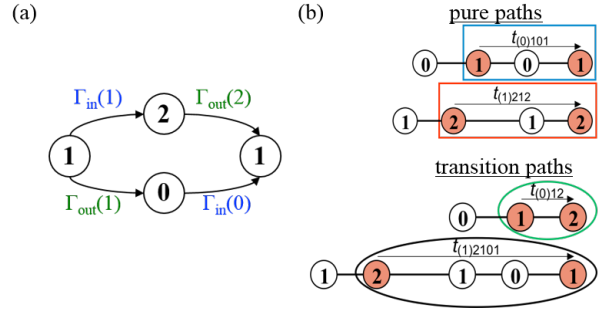 (a)
Γin(1)
2
Γout(2)
1
1
Γout(1)
0
Γin(0)
(b)
pure paths
t(0)101
0 1 0 1
t(1)212
1 2 1 2
transition paths
t(0)12
0 1 2
t(1)2101
1 2 1 0 1